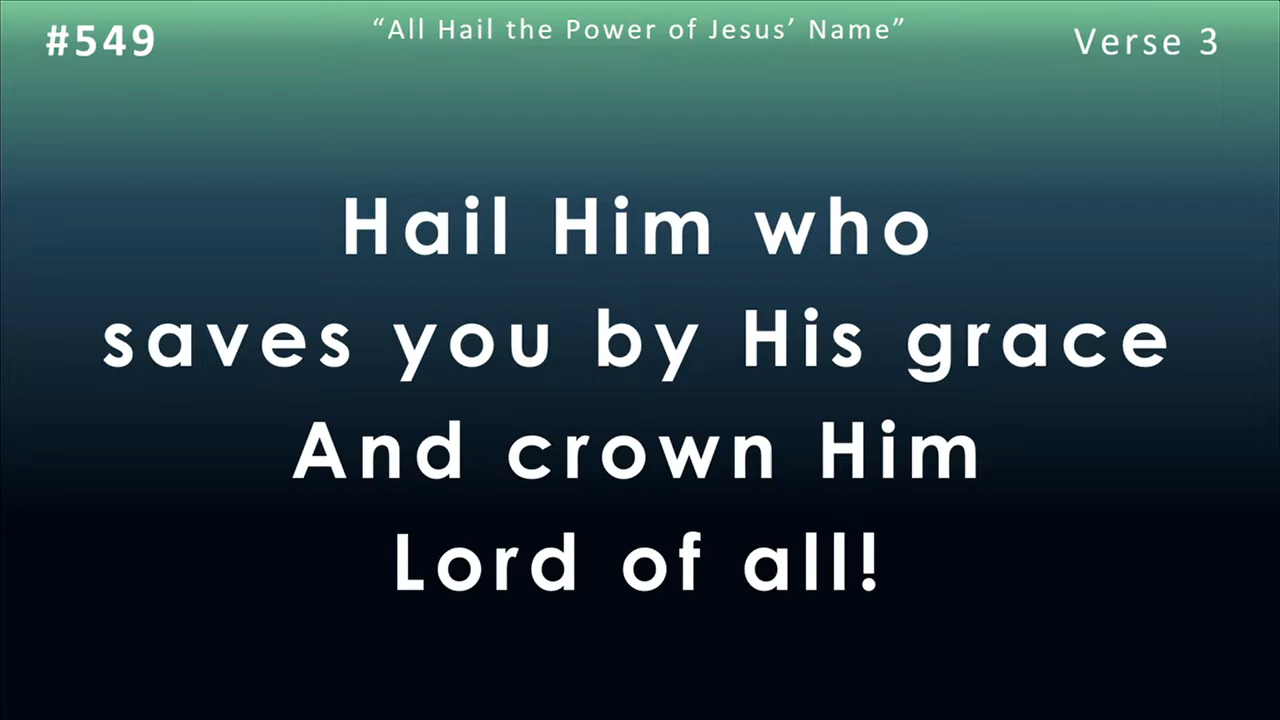 #549
“All Hail the Power of Jesus’ Name”
Verse 3
Hail Him who
saves you by His grace
And crown Him
Lord of all!